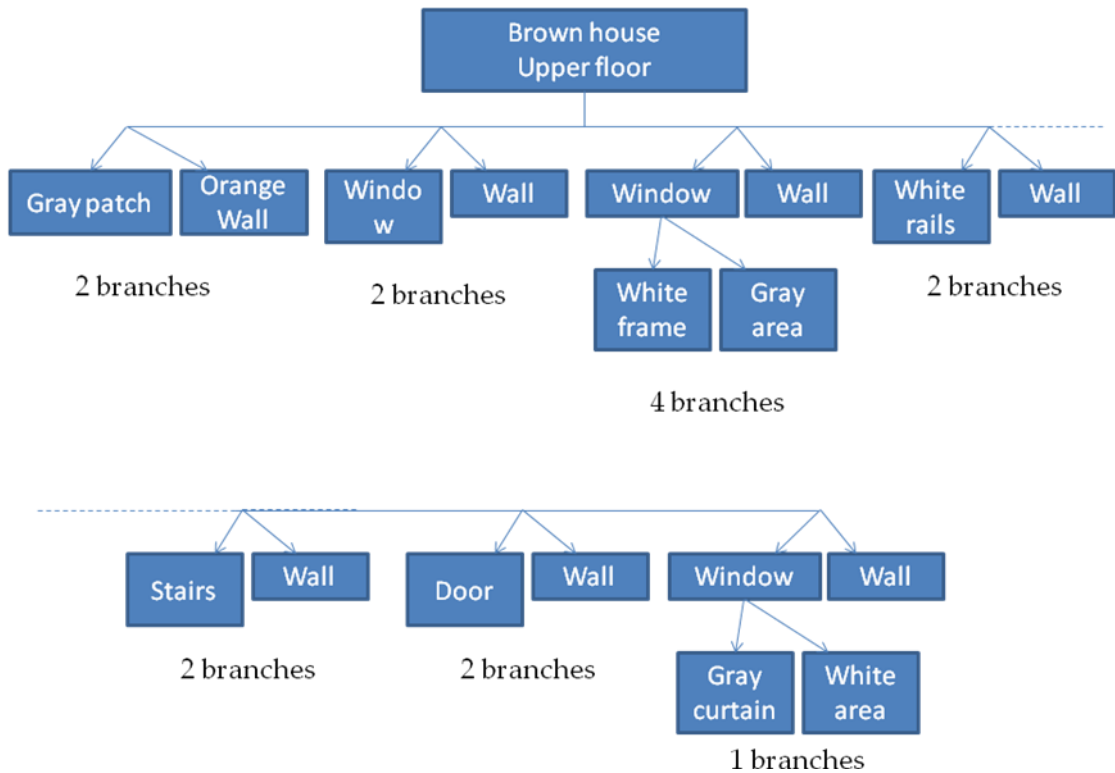 Brown house
Upper floor
Gray patch
Orange
Wall
Windo
w
Wall
Window
Wall
White
rails
Wall
2 branches
2 branches
White
frame
Gray
area
2 branches
4 branches
Stairs
Wall
Door
Wall
Window
Wall
2 branches
2 branches
Gray
curtain
White
area
1 branches